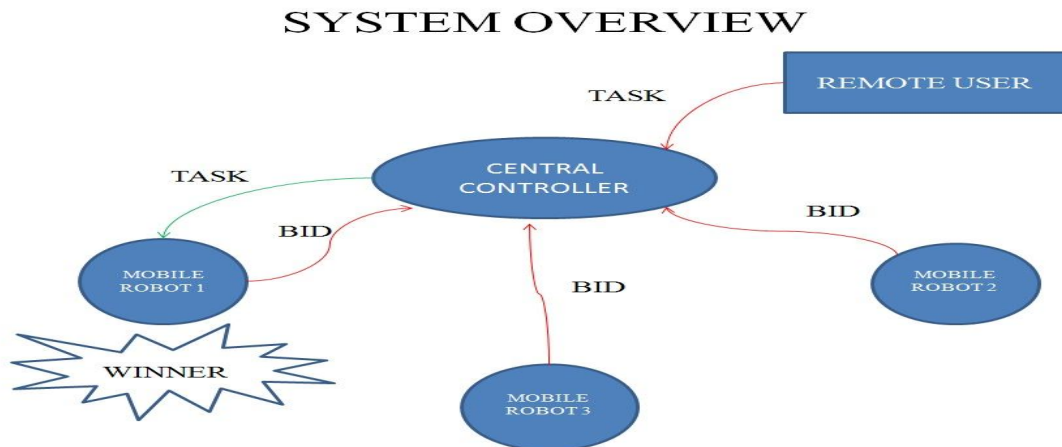 SYSTEM OVERVIEW
REMOTE USER
TASK
CENTRAL
CONTROLLER
TASK
BID
BID
MOBILE
ROBOT 1
BID
MOBILE
ROBOT 2
WINNER
MOBILE
ROBOT 3